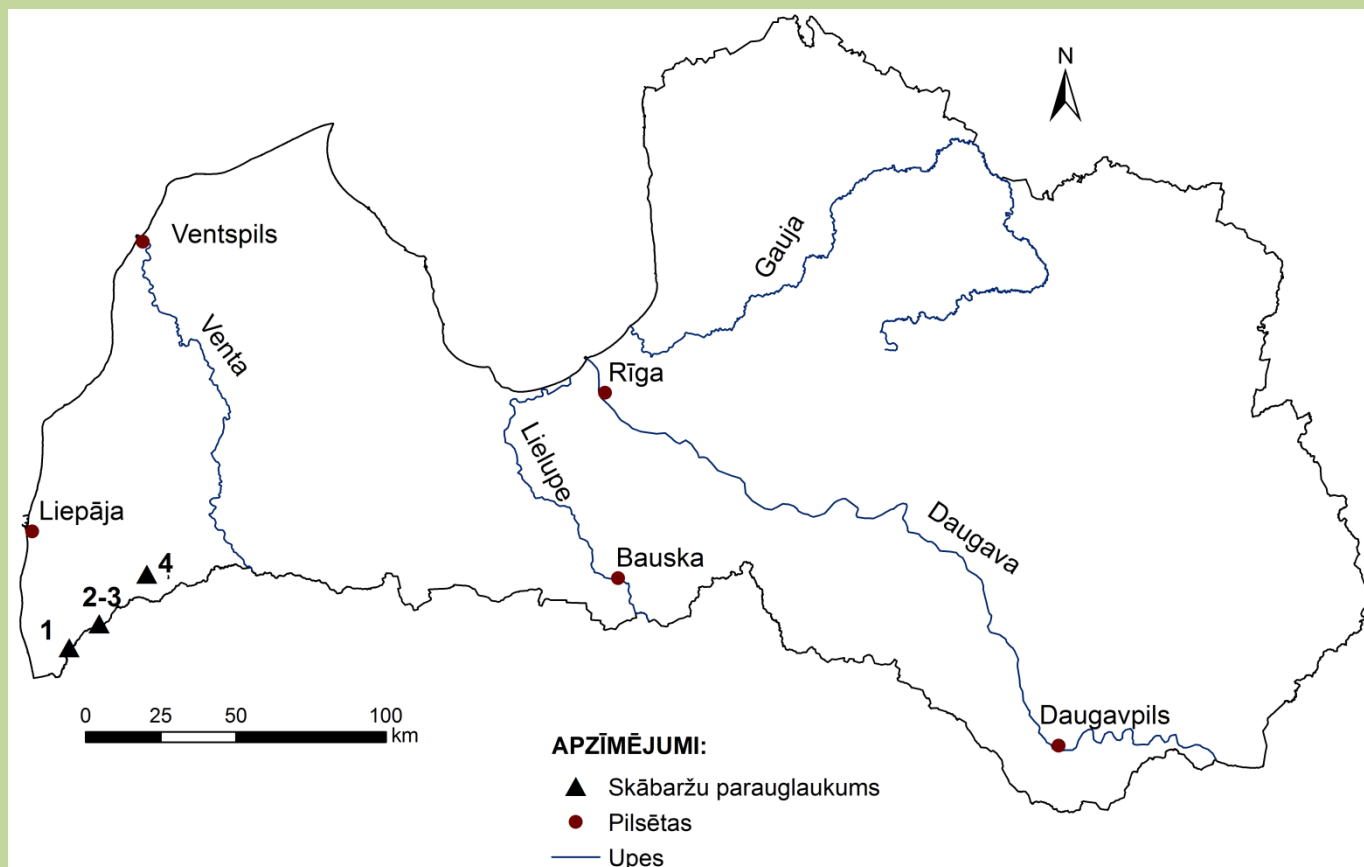 N
Ventspils
Venta
Gauja
Rīga
Lielupe
Liepāja
Daugava
Bauska
4
2-3
1
Daugavpils
0 25 50 100
km
APZĪMĒJUMI:
Skābaržu parauglaukums
Pilsētas
Upes